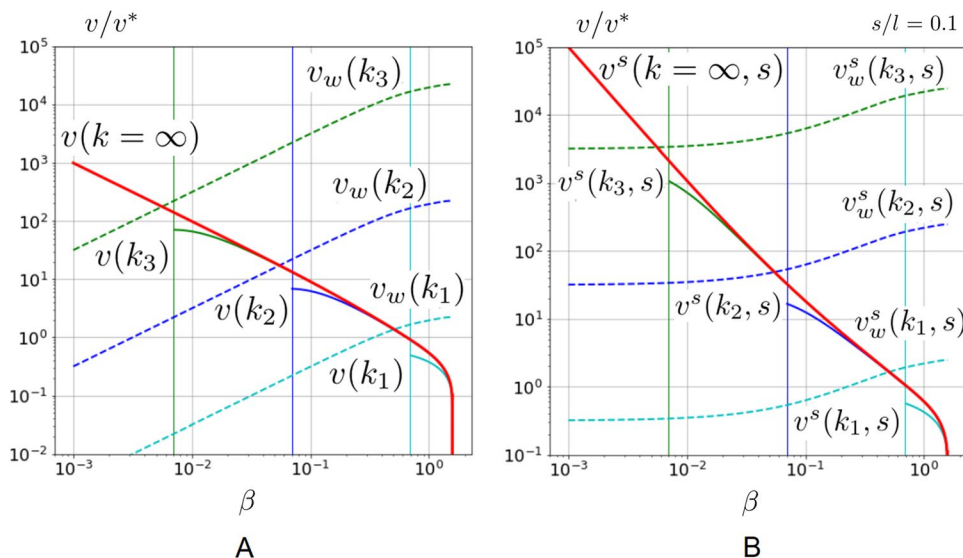 v/v*
10^5
10^4
10^3
10^2
10^1
10^0
10^-1
10^-2
v_w(k_3)
v(k = ∞)
v_w(k_2)
v(k_3)
v_w(k_1)
v(k_2)
v(k_1)
10^-3 10^-2 10^-1 10^0
β
A
v/v* s/l = 0.1
10^5
10^4
10^3
10^2
10^1
10^0
10^-1
v^s(k = ∞, s) v_w^s(k_3, s)
v^s(k_3, s)
v_w^s(k_2, s)
v^s(k_2, s)
v_w^s(k_1, s)
v^s(k_1, s)
10^-3 10^-2 10^-1 10^0
β
B